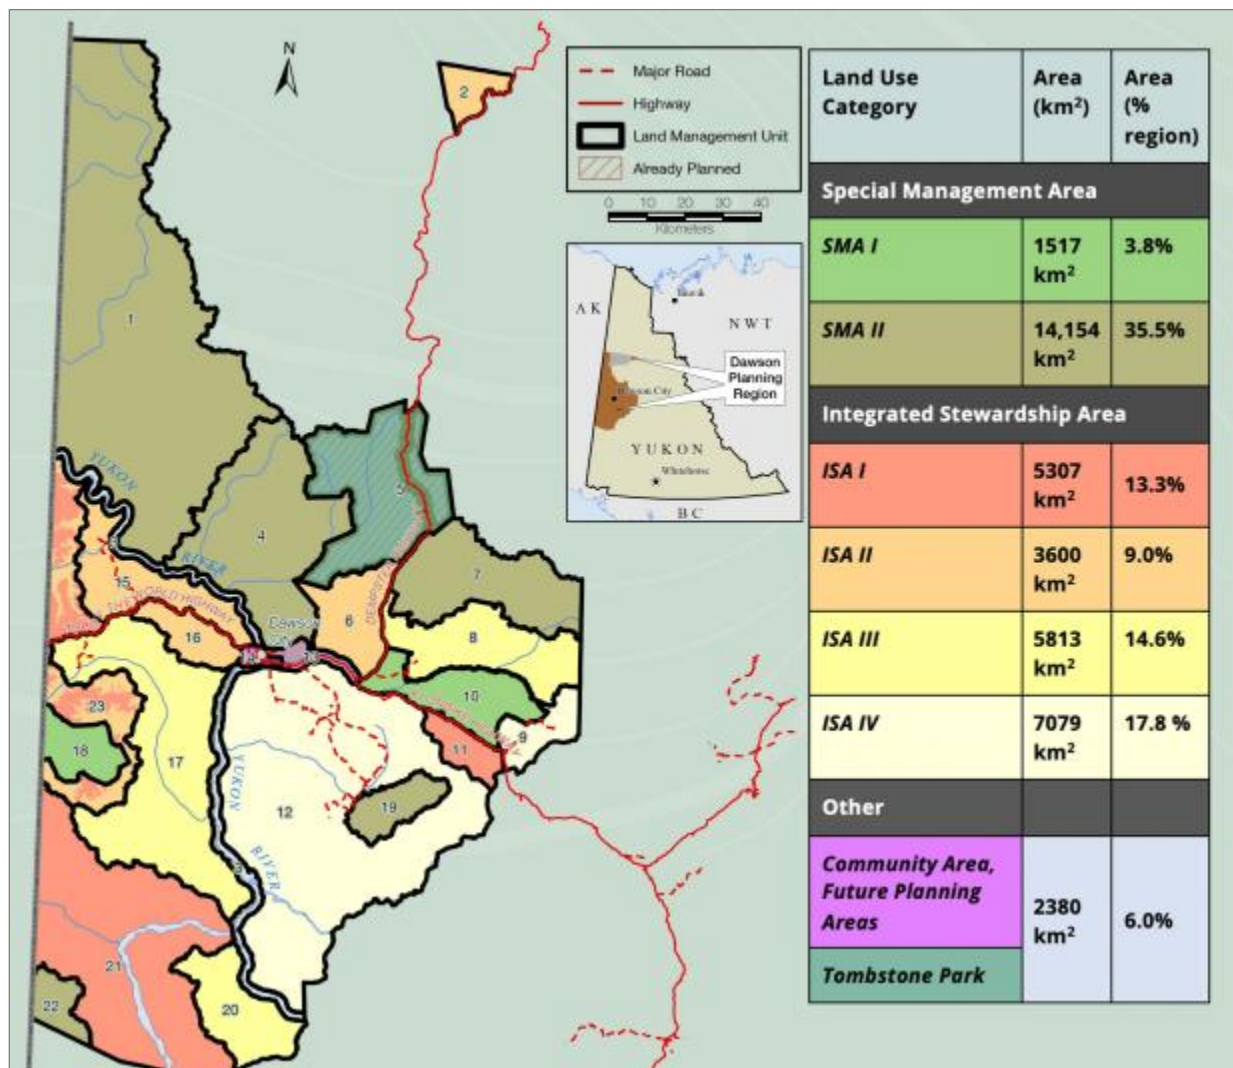 N
Major Road
Highway
Land Management Unit
Already Planned
0 10 20 30 40
Kilometers
AK
NWT
Dawson
Planning
Region
YUKON
Whitehorse
BC
Land Use Category
Area (km²)
Area (% region)
Special Management Area
SMA I
1517 km²
3.8%
SMA II
14,154 km²
35.5%
Integrated Stewardship Area
ISA I
5307 km²
13.3%
ISA II
3600 km²
9.0%
ISA III
5813 km²
14.6%
ISA IV
7079 km²
17.8 %
Other
Community Area,
Future Planning
Areas
2380 km²
6.0%
Tombstone Park
2
1
YUKON
RIVER
4
5
7
15
THE WORLD HIGHWAY
16
6
8
Dawson
City
10
23
18
17
11
9
YUKON
RIVER
12
19
21
22
20